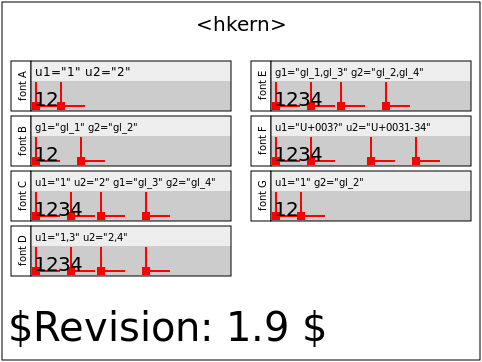 <hkern>
font A
u1="1" u2="2"
12
font B
g1="gl_1" g2="gl_2"
12
font C
u1="1" u2="2" g1="gl_3" g2="gl_4"
1234
font D
u1="1,3" u2="2,4"
1234
font E
g1="gl_1,gl_3" g2="gl_2,gl_4"
1234
font F
u1="U+003?" u2="U+0031-34"
1234
font G
u1="1" g2="gl_2"
12
$Revision: 1.9 $